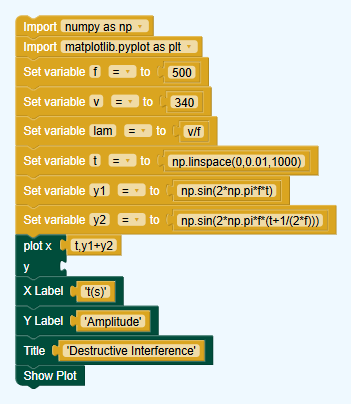 Import numpy as np
Import matplotlib.pyplot as plt
Set variable f = to 500
Set variable v = to 340
Set variable lam = to v/f
Set variable t = to np.linspace(0,0.01,1000)
Set variable y1 = to np.sin(2*np.pi*f*t)
Set variable y2 = to np.sin(2*np.pi*f*(t+1/(2*f)))
plot x t,y1+y2
y
X Label 't(s)'
Y Label 'Amplitude'
Title 'Destructive Interference'
Show Plot